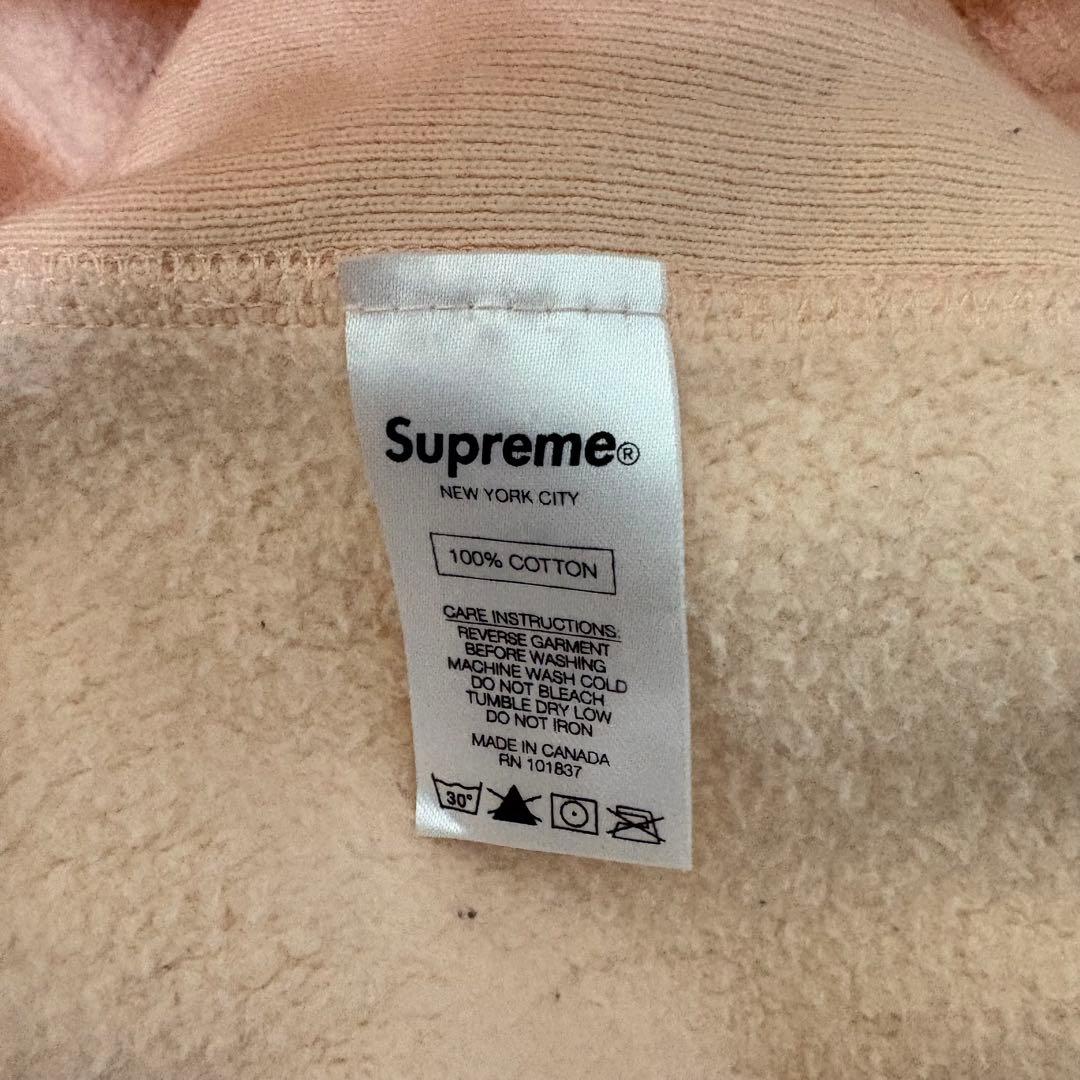 Supreme®
NEW YORK CITY
100% COTTON
CARE INSTRUCTIONS:
REVERSE GARMENT
BEFORE WASHING
MACHINE WASH COLD
DO NOT BLEACH
TUMBLE DRY LOW
DO NOT IRON
MADE IN CANADA
RN 101837
30°